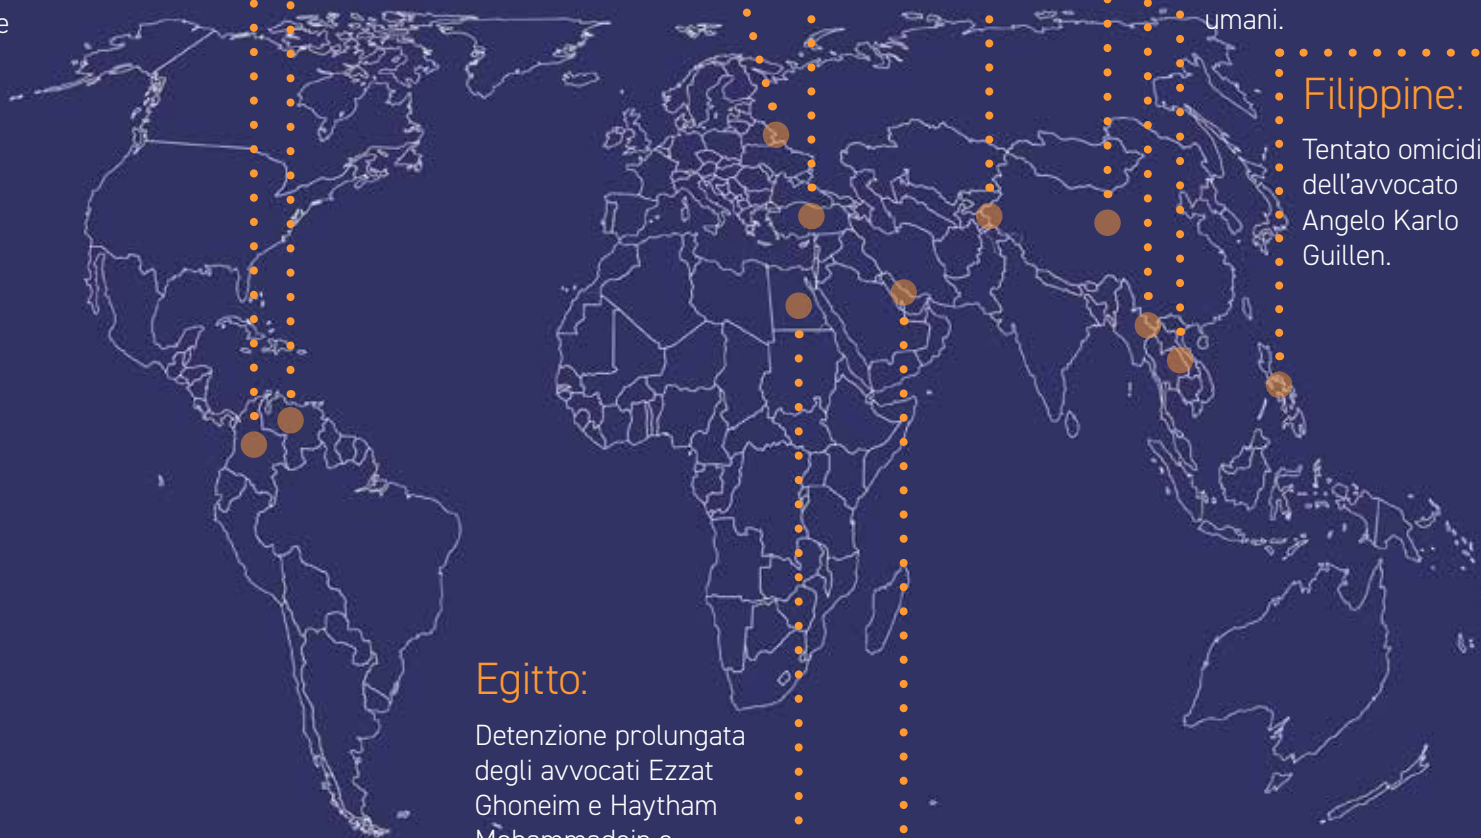 e
umani.
Filippine:
Tentato omicidi
dell'avvocato
Angelo Karlo
Guillen.
Egitto:
Detenzione prolungata
degli avvocati Ezzat
Ghoneim e Haytham